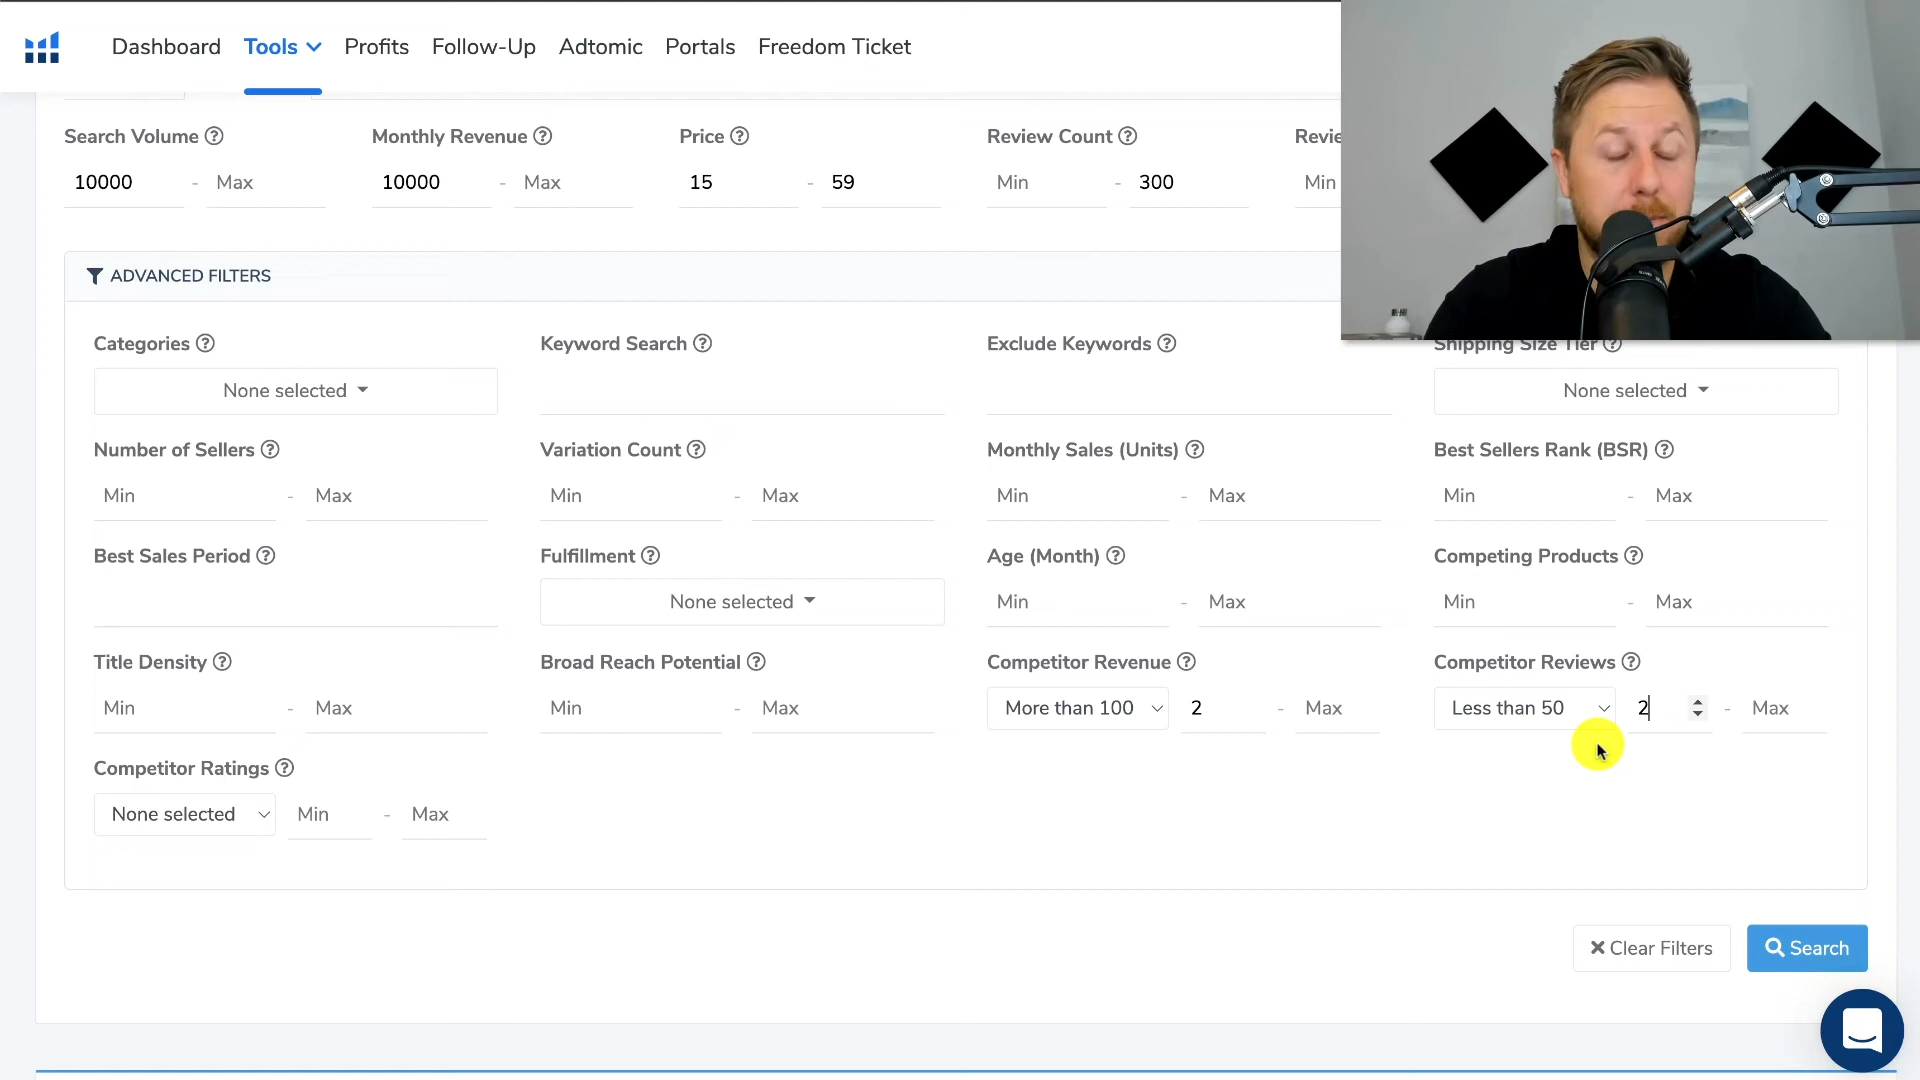 Dashboard Tools Profits Follow-Up Adtomic Portals Freedom Ticket
Search Volume Monthly Revenue Price Review Count Revie
10000 - Max 10000 - Max 15 - 59 Min - 300 Min
ADVANCED FILTERS
Categories Keyword Search Exclude Keywords Shipping Size Tier
None selected None selected
Number of Sellers Variation Count Monthly Sales (Units) Best Sellers Rank (BSR)
Min - Max Min - Max Min - Max Min - Max
Best Sales Period Fulfillment Age (Month) Competing Products
None selected Min - Max Min - Max
Title Density Broad Reach Potential Competitor Revenue Competitor Reviews
Min - Max Min - Max More than 100 2 - Max Less than 50 2 - Max
Competitor Ratings
None selected Min - Max
Clear Filters Search